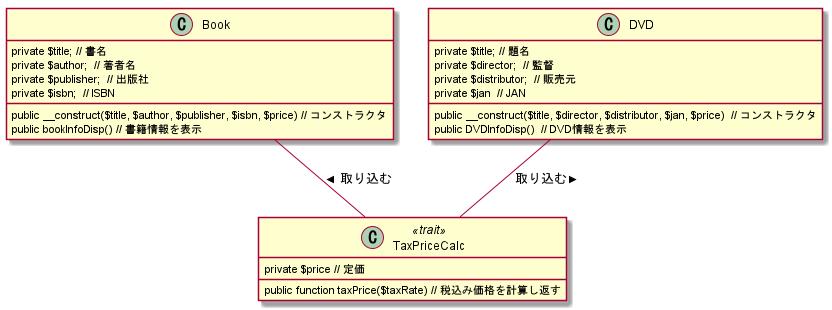 C Book
private $title; // 書名
private $author;  // 著者名
private $publisher;  // 出版社
private $isbn;  // ISBN
public __construct($title, $author, $publisher, $isbn, $price) // コンストラクタ
public bookInfoDisp() // 書籍情報を表示
C DVD
private $title; // 題名
private $director;  // 監督
private $distributor;  // 販売元
private $jan  // JAN
public __construct($title, $director, $distributor, $jan, $price)  // コンストラクタ
public DVDInfoDisp()  // DVD情報を表示
◀ 取り込む
取り込む ▶
C «trait»
TaxPriceCalc
private $price // 定価
public function taxPrice($taxRate) // 税込み価格を計算し返す